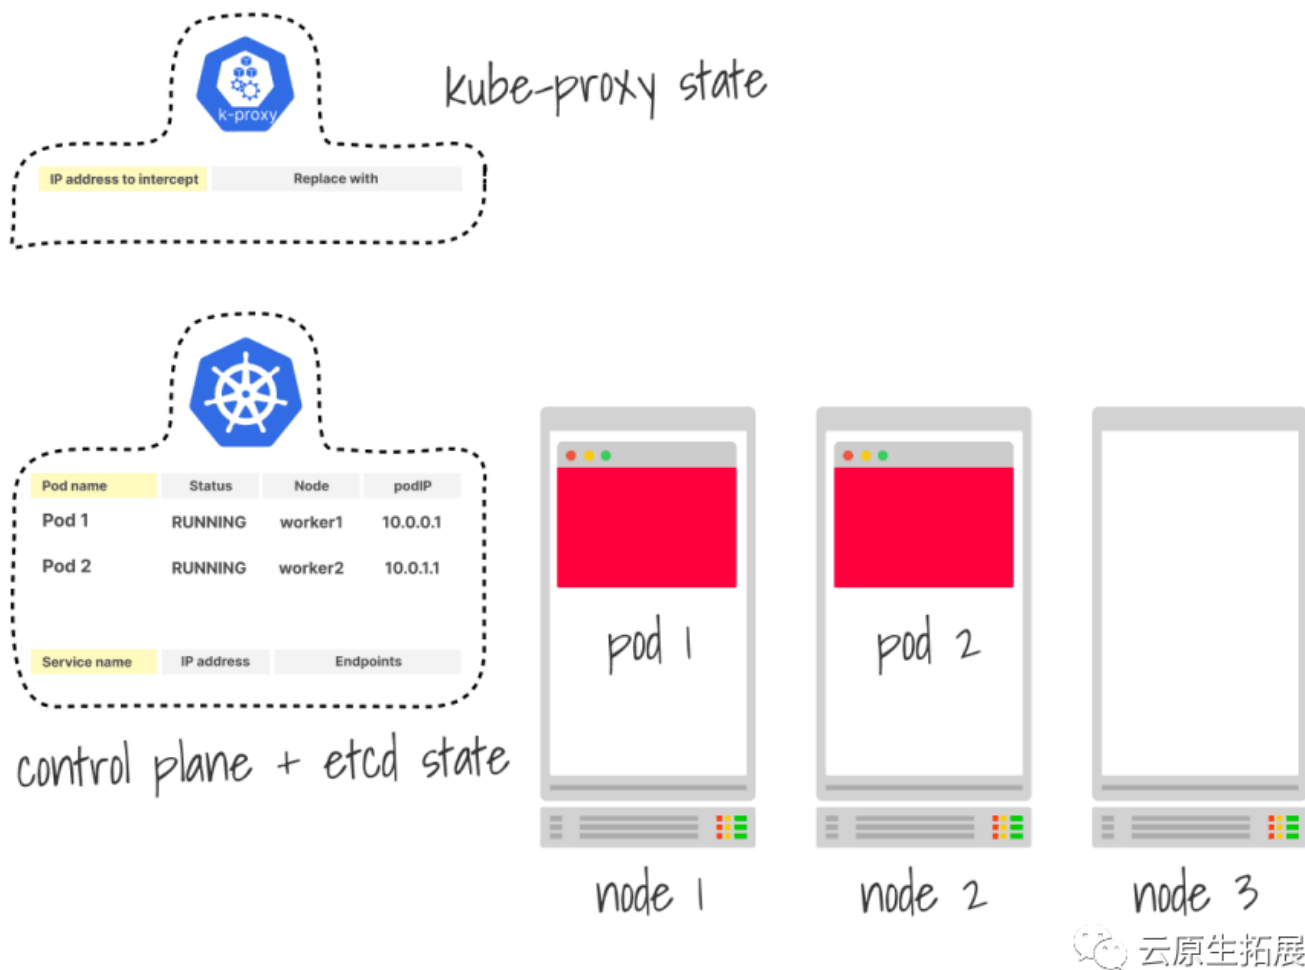 k-proxy
kube-proxy state
IP address to intercept Replace with
Pod name Status Node podIP
Pod 1 RUNNING worker1 10.0.0.1
Pod 2 RUNNING worker2 10.0.1.1
Service name IP address Endpoints
control plane + etcd state
pod 1 pod 2
node 1 node 2 node 3
云原生拓展